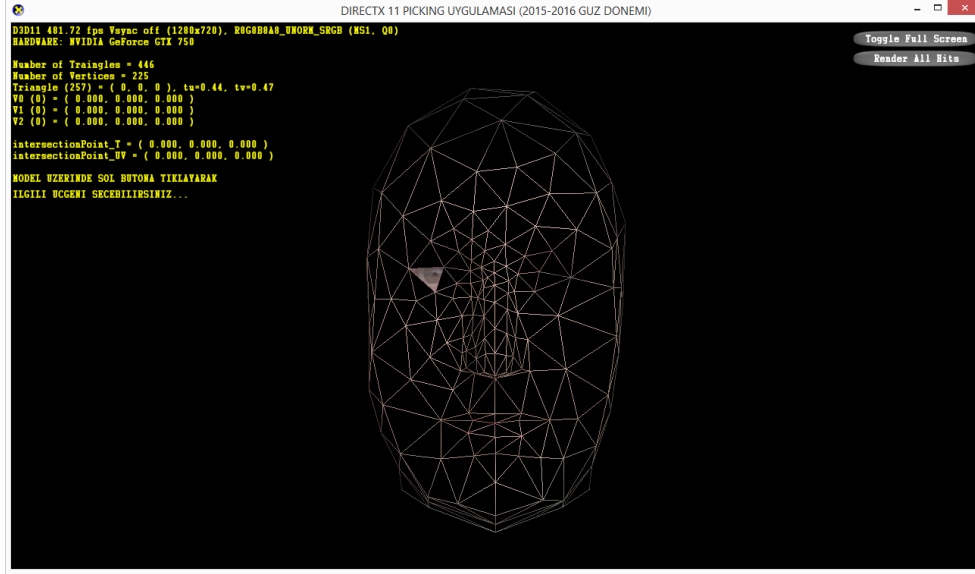 DIRECTX 11 PICKING UYGULAMASI (2015-2016 GUZ DONEMI)
D3D11 481.72 fps Vsync off (1280x720), R8G8B8A8_UNORM_SRGB (MS1, Q0)
HARDWARE: NVIDIA GeForce GTX 750
Toggle Full Screen
Render All Hits
Number of Traingles = 446
Number of Vertices = 225
Triangle (257) = ( 0, 0, 0 ), tu=0.44, tv=0.47
V0 (0) = ( 0.000, 0.000, 0.000 )
V1 (0) = ( 0.000, 0.000, 0.000 )
V2 (0) = ( 0.000, 0.000, 0.000 )
intersectionPoint_T = ( 0.000, 0.000, 0.000 )
intersectionPoint_UV = ( 0.000, 0.000, 0.000 )
MODEL UZERINDE SOL BUTONA TIKLAYARAK
ILGILI UCGENI SECEBILIRSINIZ...